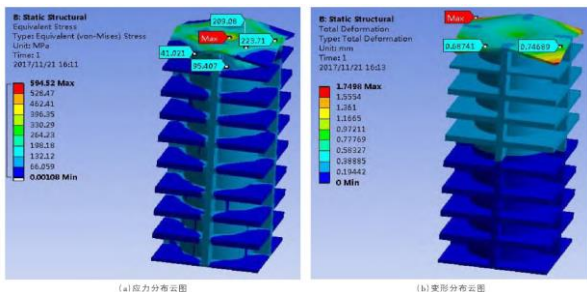 B: Static Structural
Equivalent Stress
Type: Equivalent (von-Mises) Stress
Unit: MPa
Time: 1
2017/11/21 16:11
594.52 Max
528.47
462.41
396.35
330.29
264.23
198.18
132.12
66.059
0.00108 Min
209.08
Max
223.71
41.021
95.407
(a)应力分布云图
B: Static Structural
Total Deformation
Type: Total Deformation
Unit: mm
Time: 1
2017/11/21 16:13
1.7498 Max
1.5554
1.361
1.1665
0.97211
0.77769
0.58327
0.38885
0.19442
0 Min
Max
0.68741
0.74689
(b)变形分布云图